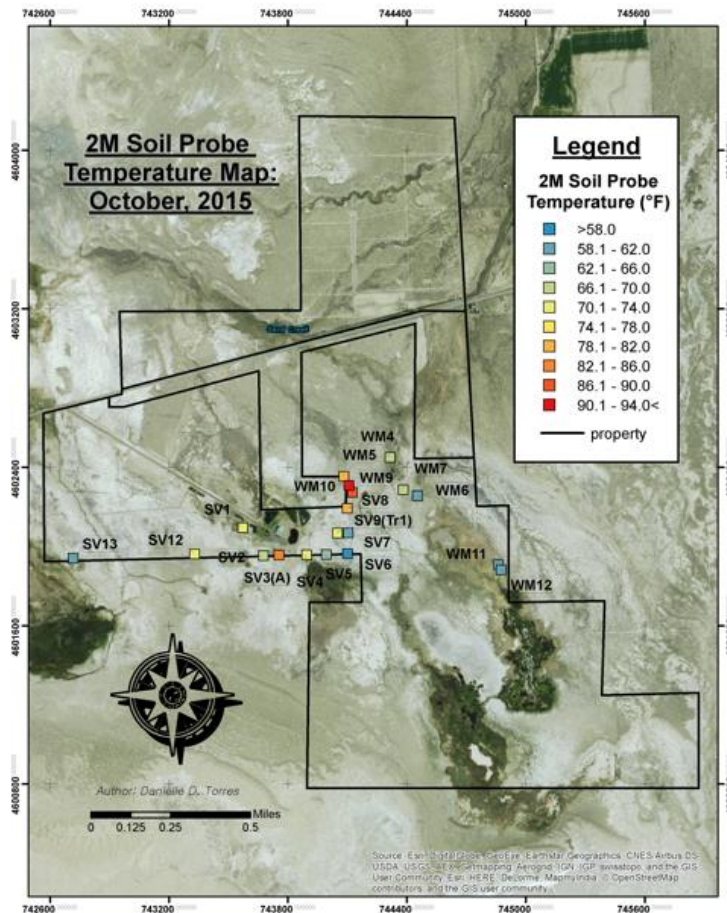 742600 743200 743800 744400 745000 745600
2M Soil Probe
Temperature Map:
October, 2015
Legend
2M Soil Probe
Temperature (°F)
>58.0
58.1 - 62.0
62.1 - 66.0
66.1 - 70.0
70.1 - 74.0
74.1 - 78.0
78.1 - 82.0
82.1 - 86.0
86.1 - 90.0
90.1 - 94.0<
property
4604000
4603200
4602400
4601600
4600800
WM4
WM5
WM7
WM10
WM9
WM6
SV8
SV1
SV9(Tr1)
SV7
SV13
SV12
SV2
SV6
SV3(A)
SV4
SV5
WM11
WM12
Author: Danielle D. Torres
Miles
0 0.125 0.25 0.5
Source: Esri, DigitalGlobe, GeoEye, Earthstar Geographics, CNES/Airbus DS,
USDA, USGS, AEX, Getmapping, Aerogrid, IGN, IGP, swisstopo, and the GIS
User Community, Esri, HERE, DeLorme, MapmyIndia, © OpenStreetMap
contributors, and the GIS user community
742600 743200 743800 744400 745000 745600